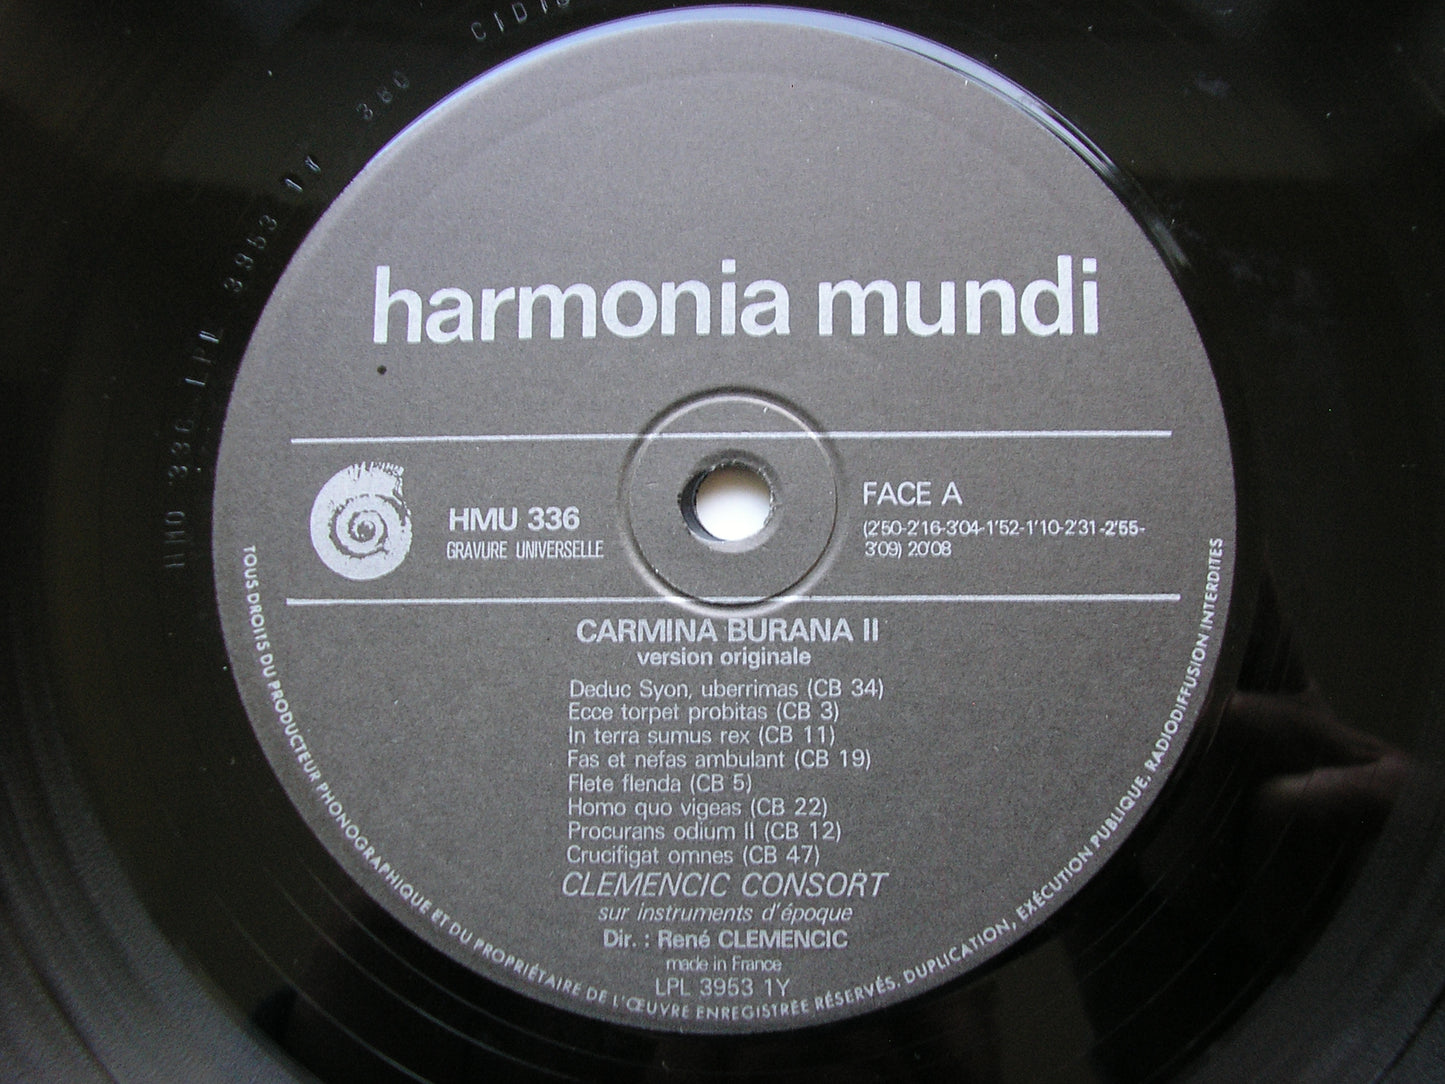 harmonia mundi
HMU 336
GRAVURE UNIVERSELLE
FACE A
(2'50-2'16-3'04-1'52-1'10-2'31-2'55-
3'09) 20'08
CARMINA BURANA II
version originale
Deduc Syon, uberrimas (CB 34)
Ecce torpet probitas (CB 3)
In terra sumus rex (CB 11)
Fas et nefas ambulant (CB 19)
Flete flenda (CB 5)
Homo quo vigeas (CB 22)
Procurans odium II (CB 12)
Crucifigat omnes (CB 47)
CLEMENCIC CONSORT
sur instruments d'époque
Dir. : René CLEMENCIC
made in France
LPL 3953 1Y
TOUS DROITS DU PRODUCTEUR PHONOGRAPHIQUE ET DU PROPRIÉTAIRE DE L'ŒUVRE ENREGISTRÉE RÉSERVÉS. DUPLICATION, EXÉCUTION PUBLIQUE, RADIODIFFUSION INTERDITES
336 LPL 3953
380